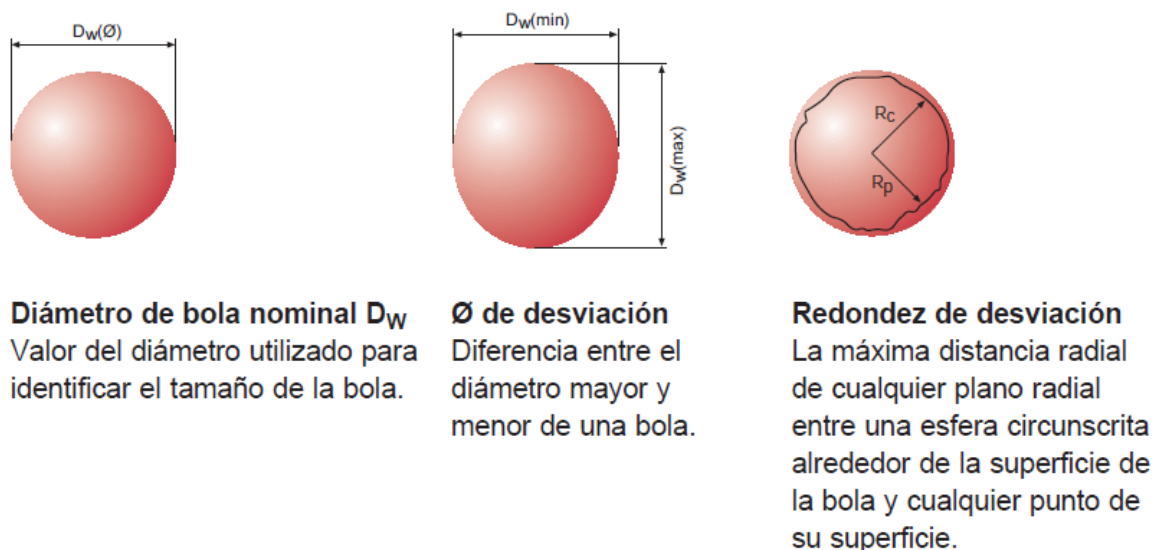 Dw(Ø)
Dw(min)
Dw(max)
Rc
Rp
Diámetro de bola nominal Dw
Valor del diámetro utilizado para
identificar el tamaño de la bola.
Ø de desviación
Diferencia entre el
diámetro mayor y
menor de una bola.
Redondez de desviación
La máxima distancia radial
de cualquier plano radial
entre una esfera circunscrita
alrededor de la superficie de
la bola y cualquier punto de
su superficie.